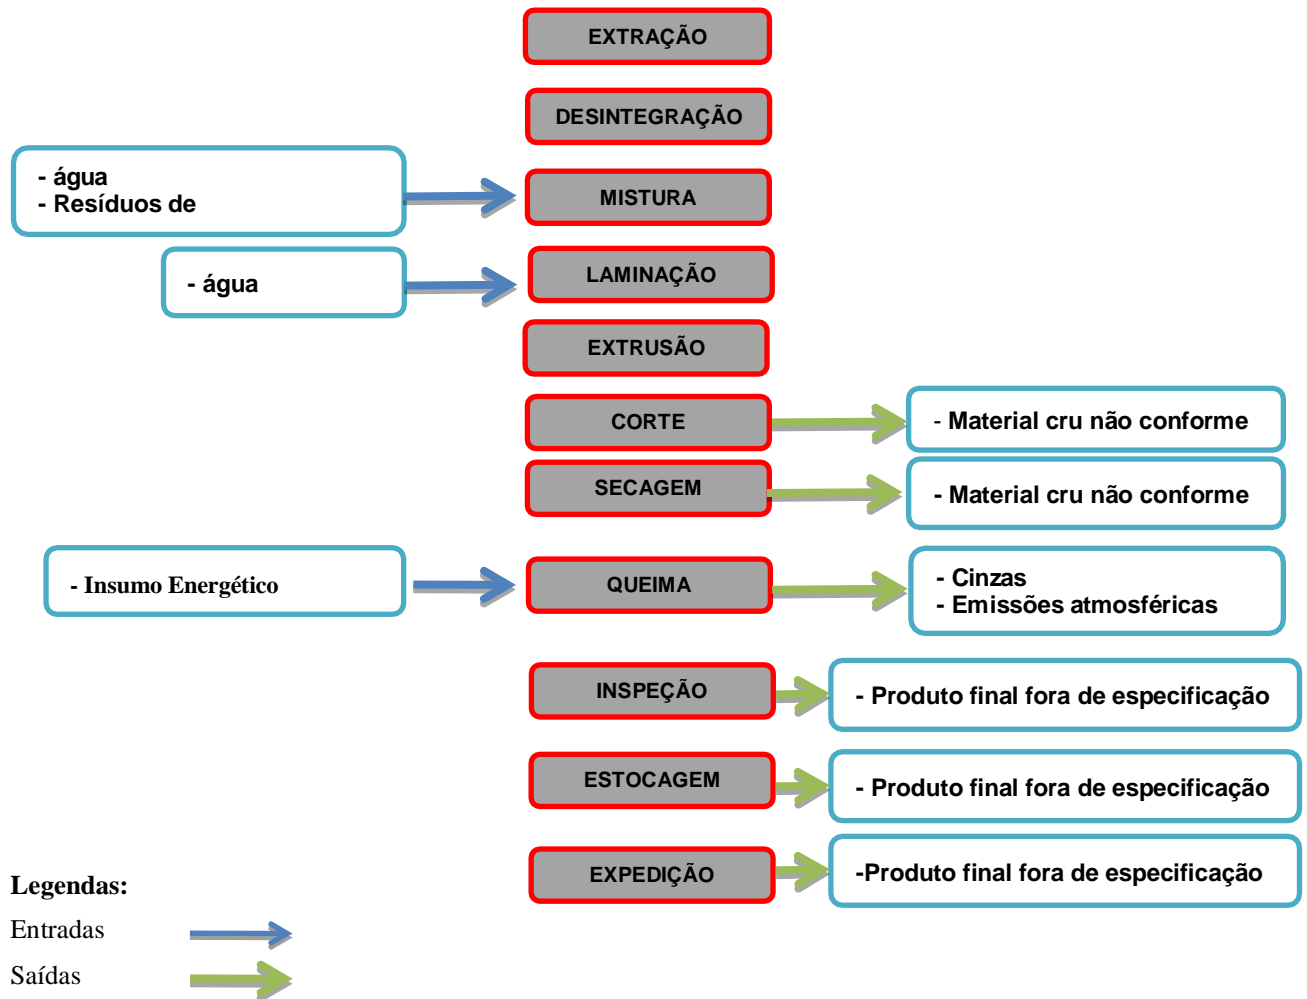 EXTRAÇÃO
DESINTEGRAÇÃO
- água
- Resíduos de
MISTURA
- água
LAMINAÇÃO
EXTRUSÃO
CORTE
- Material cru não conforme
SECAGEM
- Material cru não conforme
- Insumo Energético
QUEIMA
- Cinzas
- Emissões atmosféricas
INSPEÇÃO
- Produto final fora de especificação
ESTOCAGEM
- Produto final fora de especificação
EXPEDIÇÃO
-Produto final fora de especificação
Legendas:
Entradas
Saídas